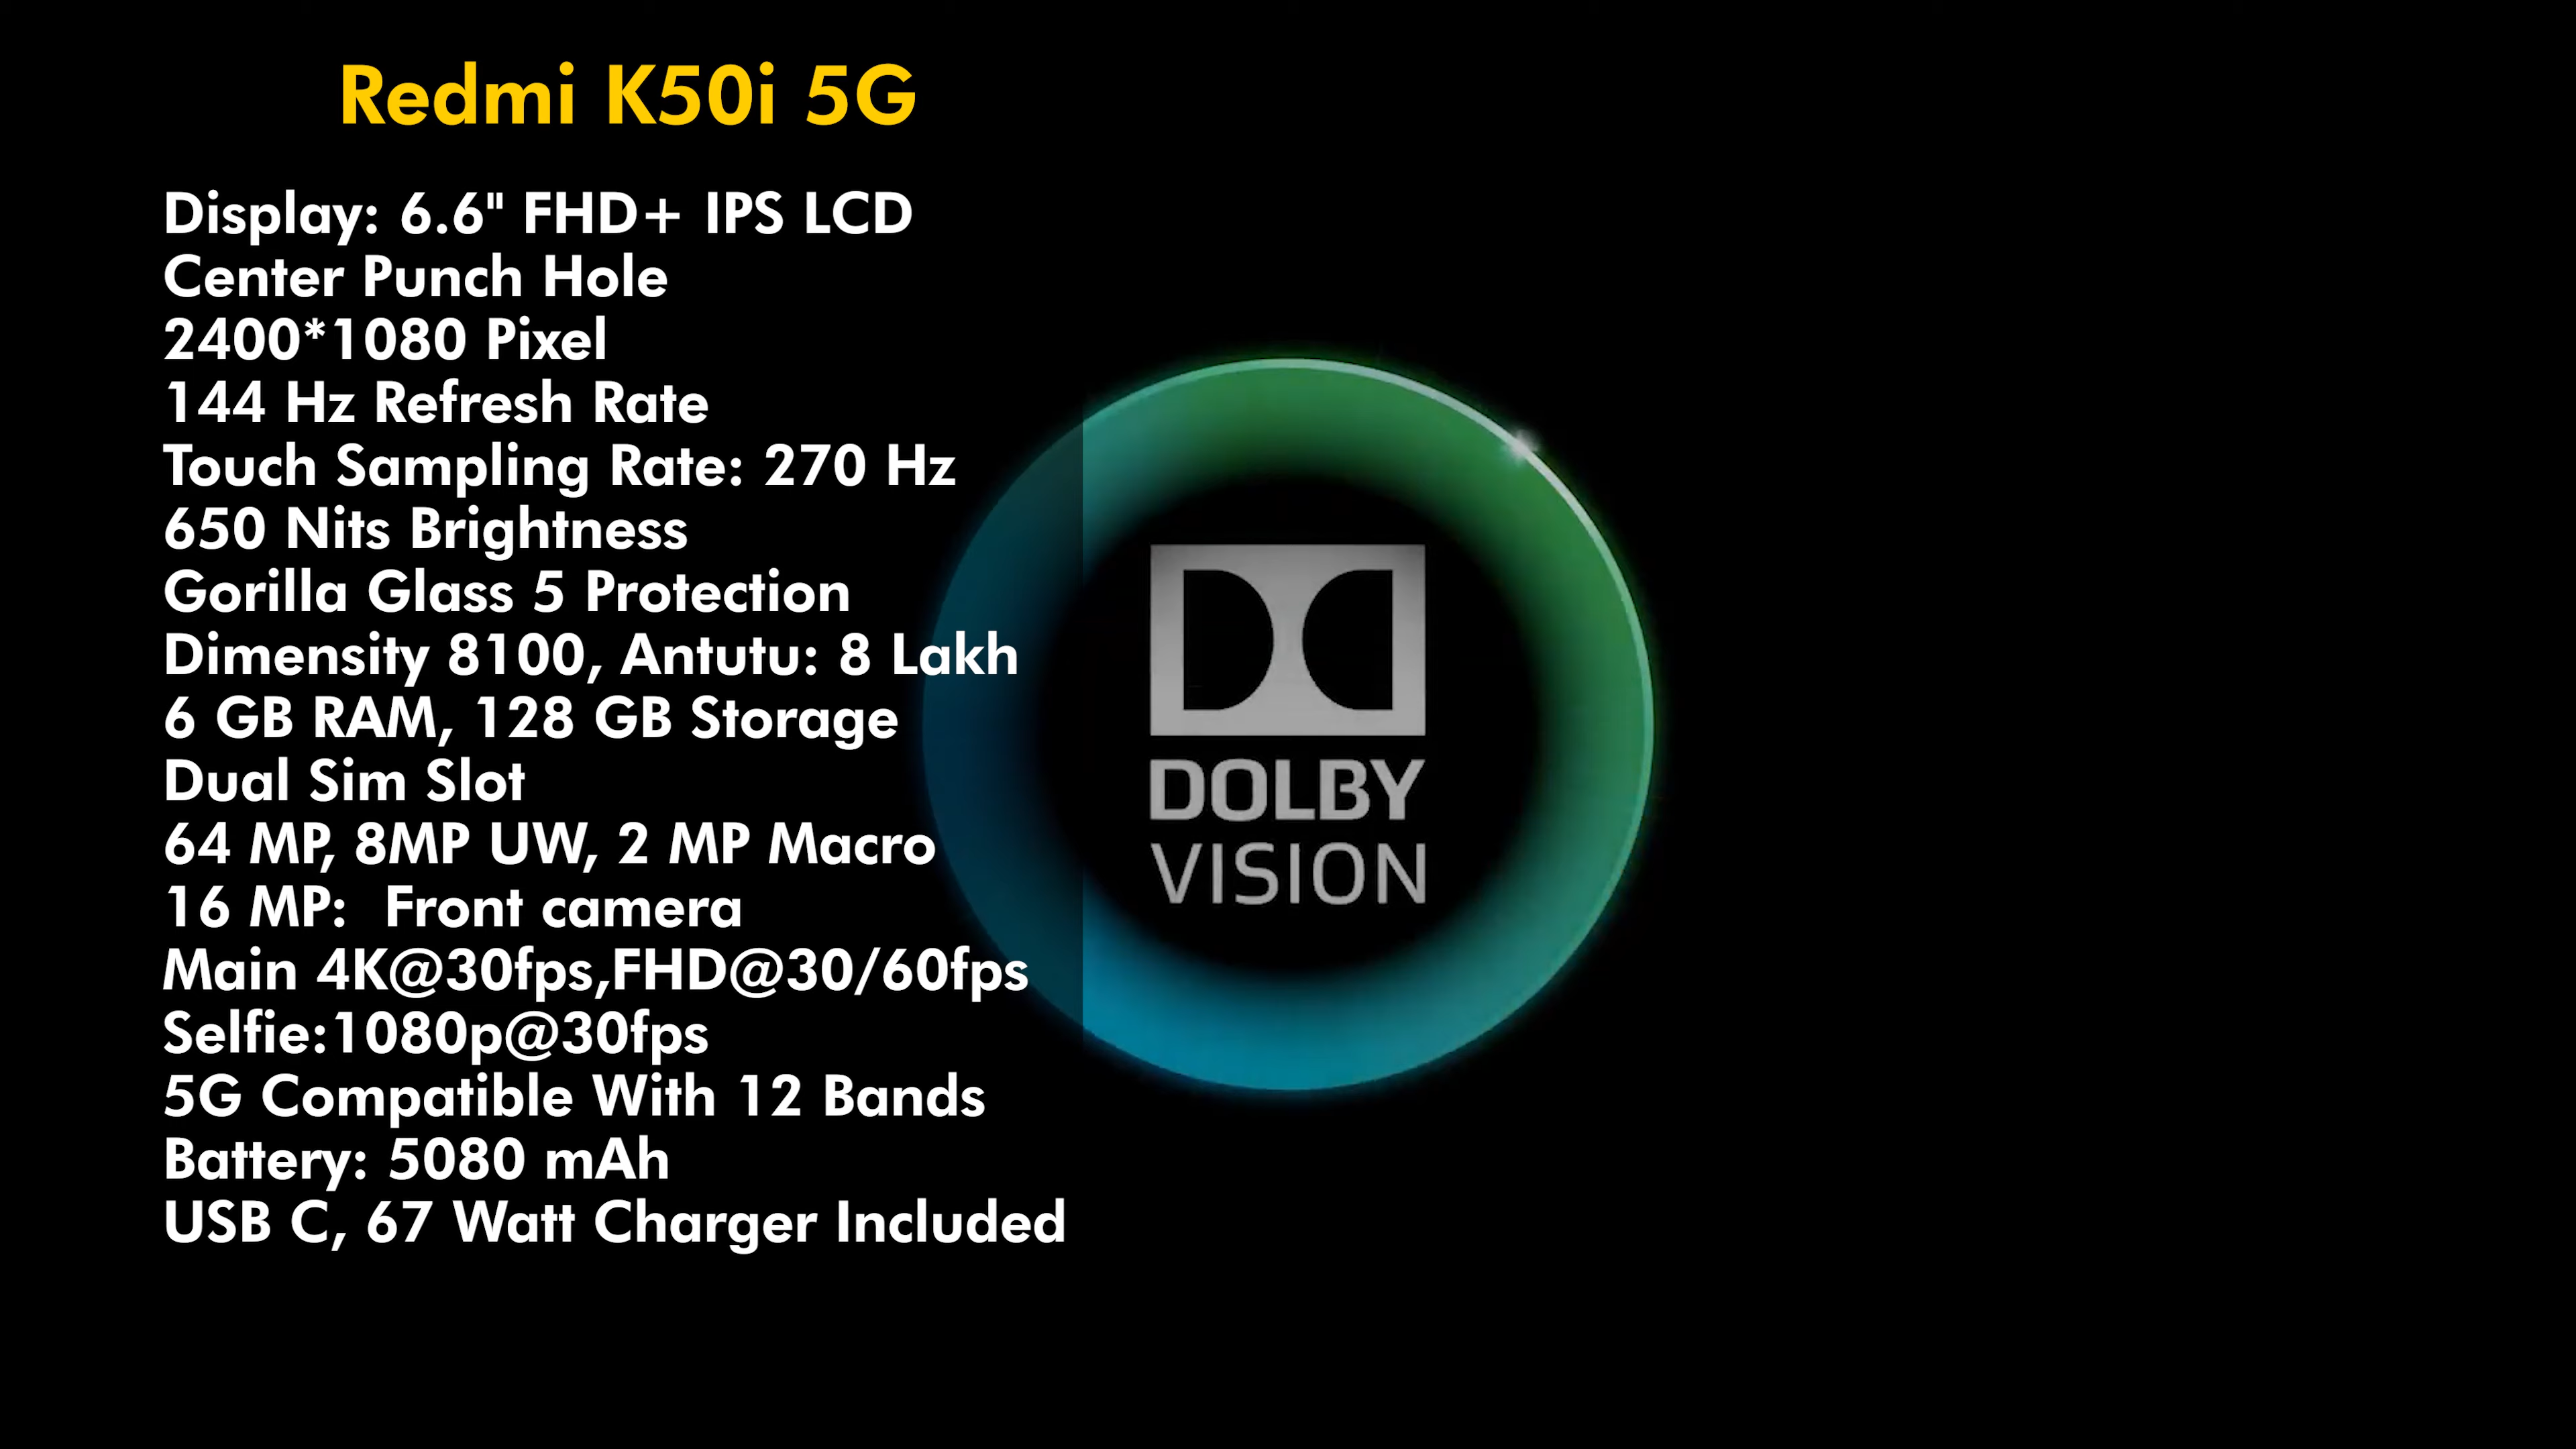 Redmi K50i 5G
Display: 6.6" FHD+ IPS LCD
Center Punch Hole
2400*1080 Pixel
144 Hz Refresh Rate
Touch Sampling Rate: 270 Hz
650 Nits Brightness
Gorilla Glass 5 Protection
Dimensity 8100, Antutu: 8 Lakh
6 GB RAM, 128 GB Storage
Dual Sim Slot
64 MP, 8MP UW, 2 MP Macro
16 MP:  Front camera
Main 4K@30fps,FHD@30/60fps
Selfie:1080p@30fps
5G Compatible With 12 Bands
Battery: 5080 mAh
USB C, 67 Watt Charger Included
DOLBY
VISION